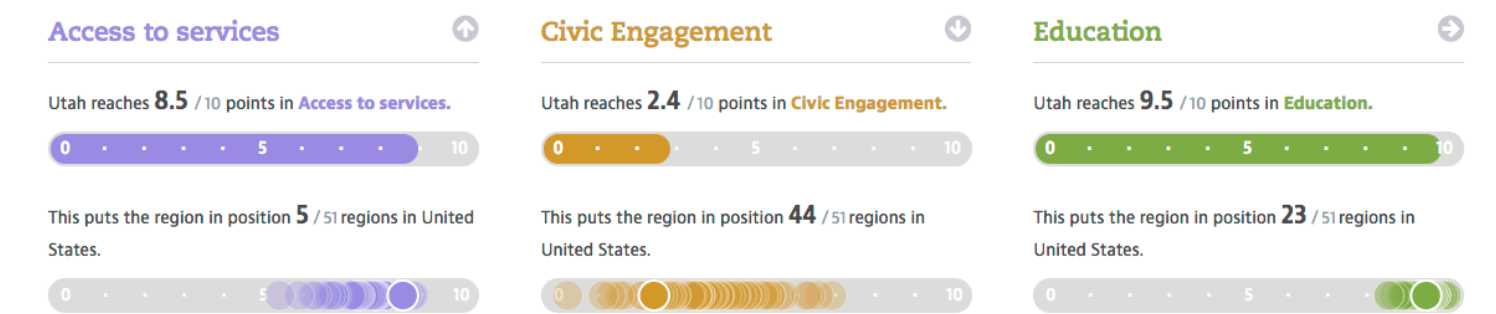 Access to services
Utah reaches 8.5 / 10 points in Access to services.
0 5 10
This puts the region in position 5 / 51 regions in United
States.
0 5 10
Civic Engagement
Utah reaches 2.4 / 10 points in Civic Engagement.
0 5 10
This puts the region in position 44 / 51 regions in
United States.
0 10
Education
Utah reaches 9.5 / 10 points in Education.
0 5 10
This puts the region in position 23 / 51 regions in
United States.
0 5